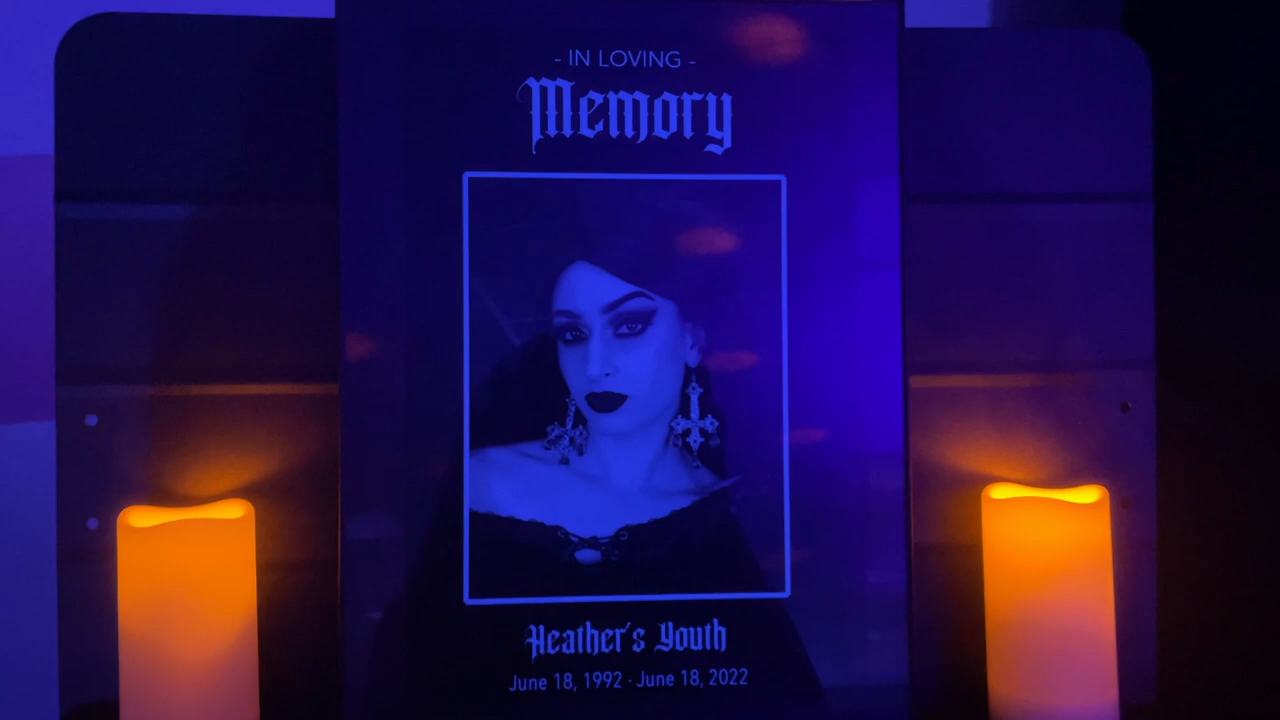 - IN LOVING -
Memory
Heather's Youth
June 18, 1992 - June 18, 2022